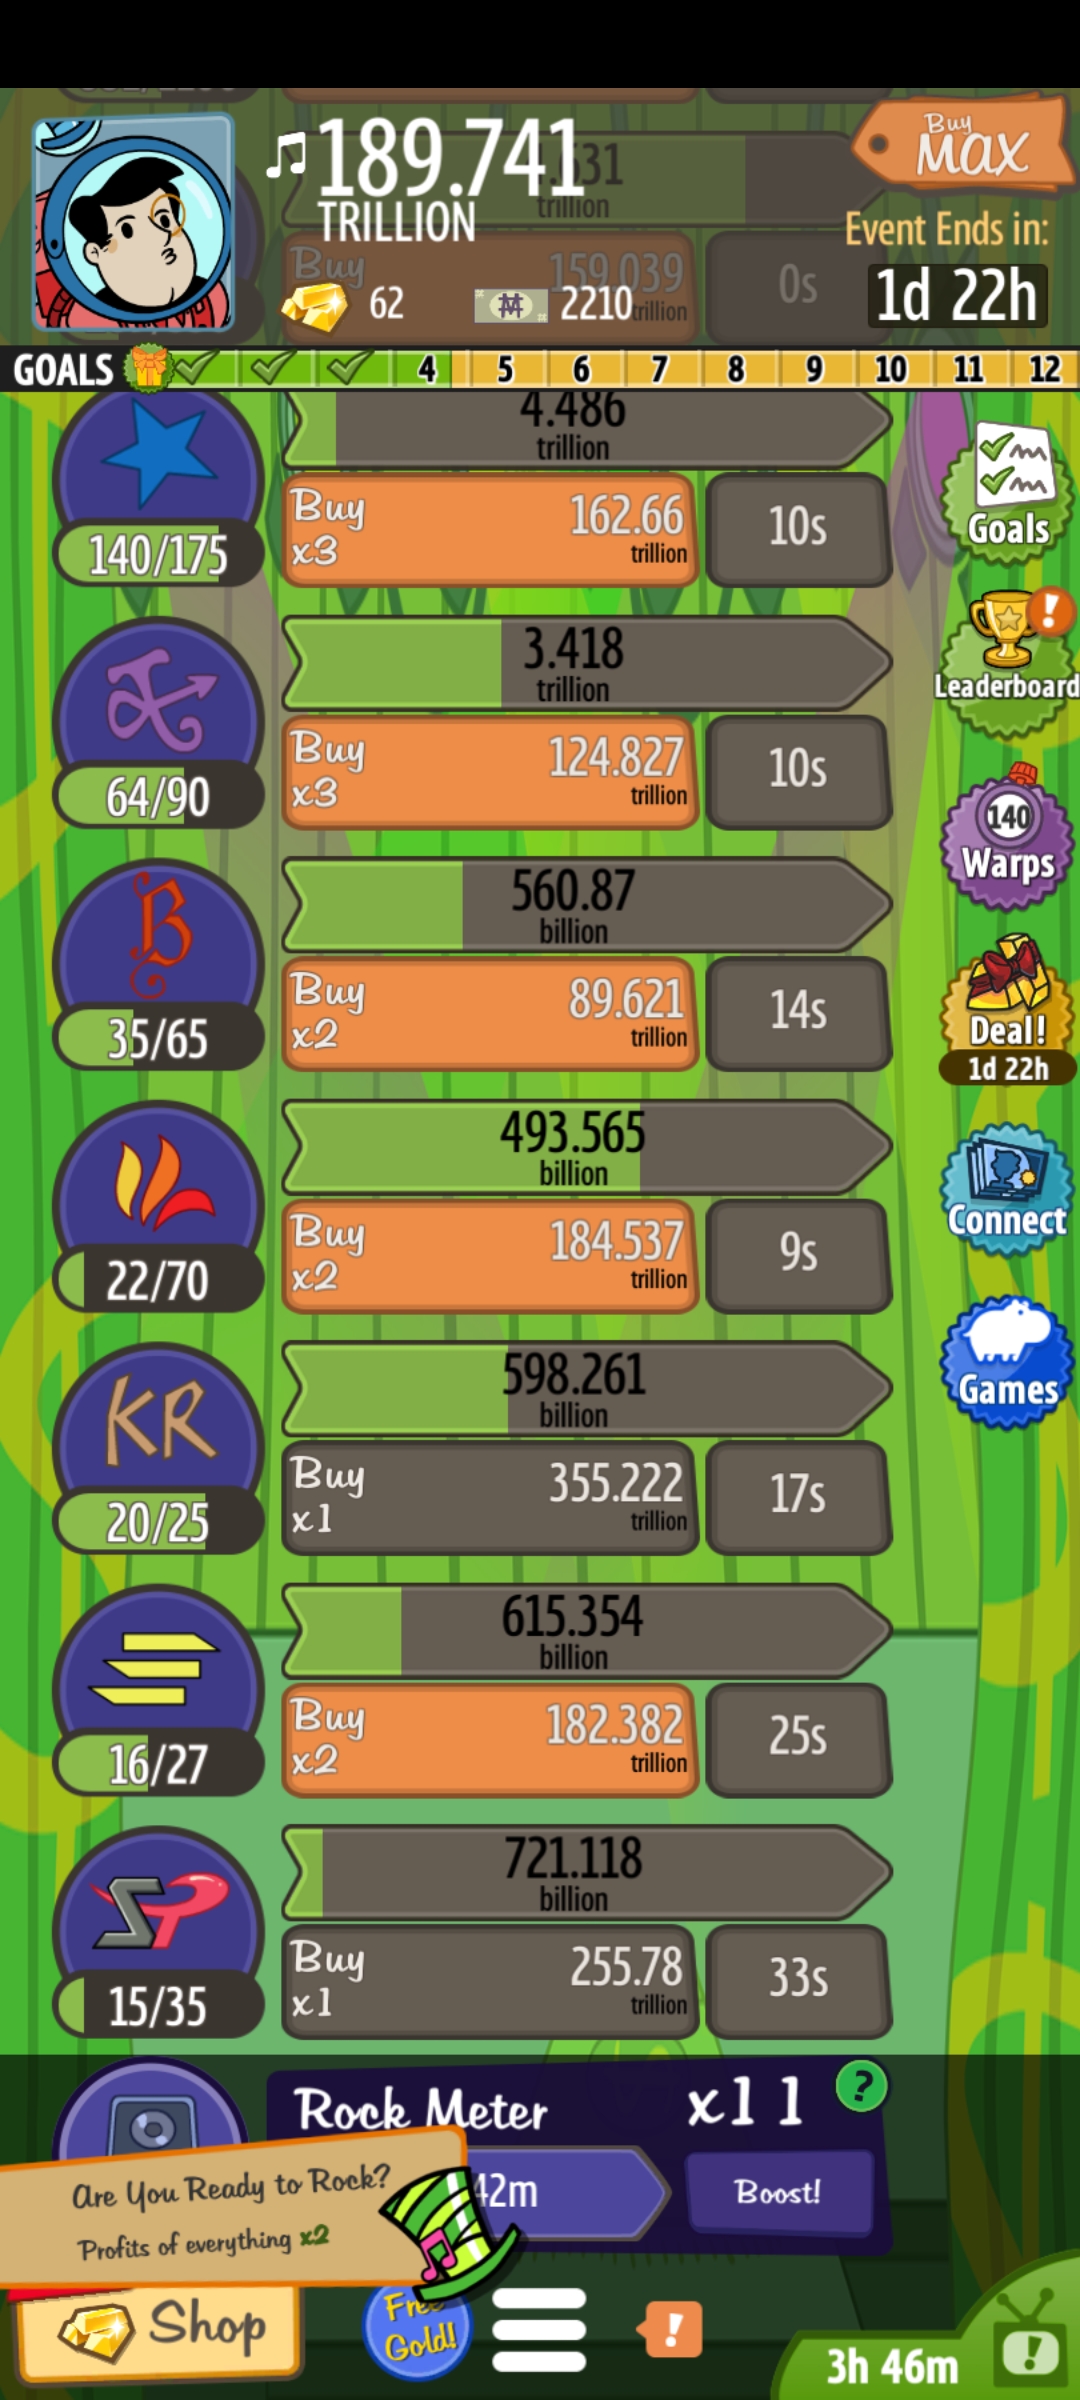 189.741
TRILLION
62
2210
Buy
MAX
Event Ends in:
1d 22h
trillion
Buy
159.039
trillion
0s
GOALS
4 5 6 7 8 9 10 11 12
4.486
trillion
140/175
Buy
x3
162.66
trillion
10s
Goals
3.418
trillion
64/90
Buy
x3
124.827
trillion
10s
Leaderboard
140
Warps
560.87
billion
35/65
Buy
x2
89.621
trillion
14s
Deal!
1d 22h
493.565
billion
22/70
Buy
x2
184.537
trillion
9s
Connect
KR
598.261
billion
20/25
Buy
x1
355.222
trillion
17s
Games
615.354
billion
16/27
Buy
x2
182.382
trillion
25s
721.118
billion
15/35
Buy
x1
255.78
trillion
33s
Rock Meter
x11
?
42m
Boost!
Are You Ready to Rock?
Profits of everything x2
Shop
Free
Gold!
!
3h 46m